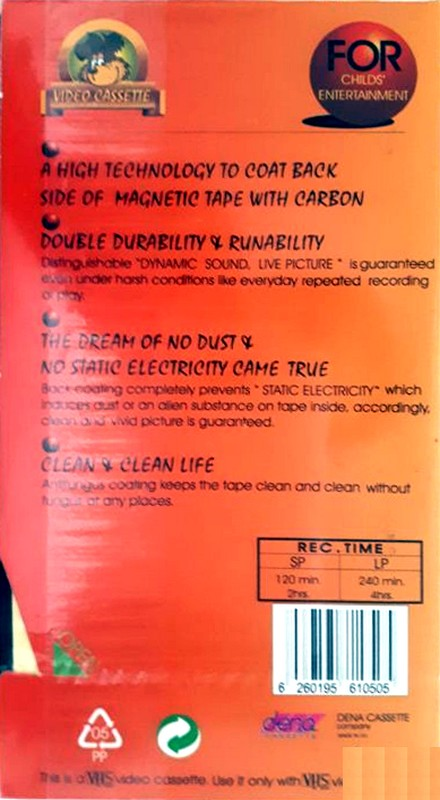 VIDEO CASSETTE
FOR
CHILDS'
ENTERTAINMENT
A HIGH TECHNOLOGY TO COAT BACK
SIDE OF MAGNETIC TAPE WITH CARBON
DOUBLE DURABILITY & RUNABILITY
Distinguishable "DYNAMIC SOUND, LIVE PICTURE" is guaranteed
even under harsh conditions like everyday repeated recording
or play.
THE DREAM OF NO DUST &
NO STATIC ELECTRICITY CAME TRUE
Back coating completely prevents "STATIC ELECTRICITY" which
induces dust or an alien substance on tape inside, accordingly,
clean and vivid picture is guaranteed.
CLEAN & CLEAN LIFE
Antifungus coating keeps the tape clean and clean without
fungus at any places.
REC. TIME
SP LP
120 min. 240 min.
2hrs. 4hrs.
6 260195 610505
05
PP
dena
CASSETTE
DENA CASSETTE
company
This is a VHS video cassette. Use it only with VHS